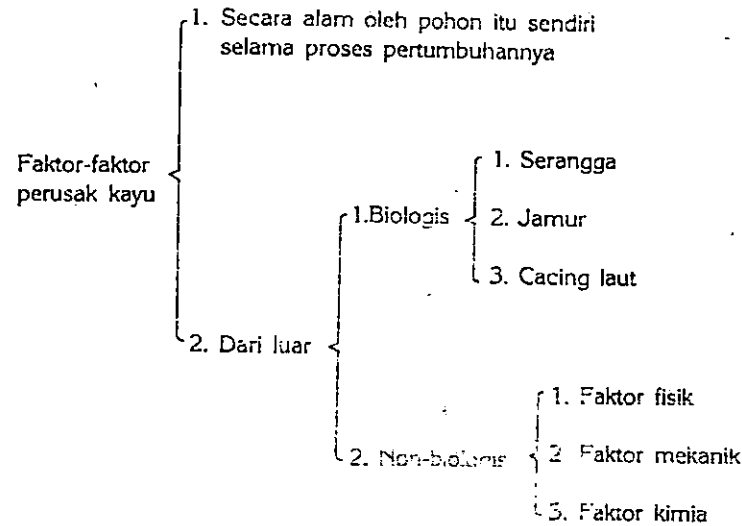 1. Secara alam oleh pohon itu sendiri
selama proses pertumbuhannya
Faktor-faktor
perusak kayu
1. Serangga
1.Biologis
2. Jamur
3. Cacing laut
2. Dari luar
1. Faktor fisik
2. Non-biologis
2 Faktor mekanik
3. Faktor kimia